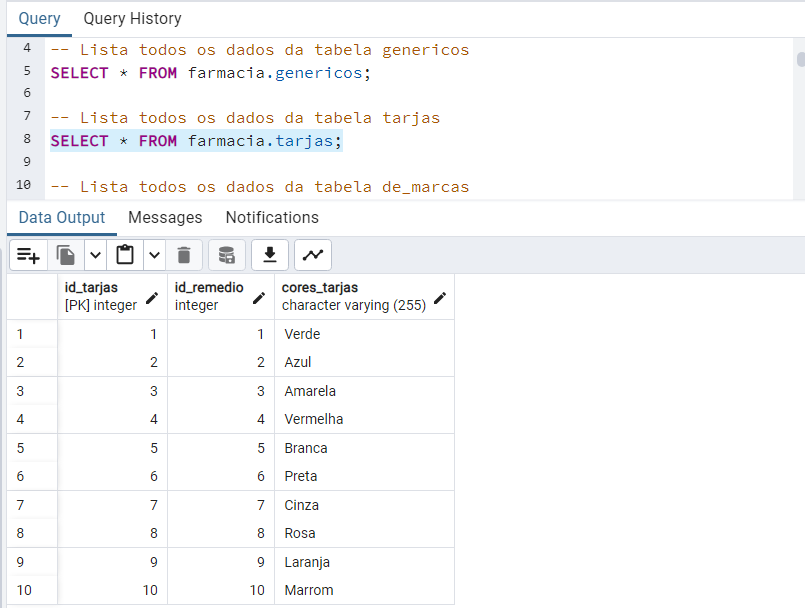 Query Query History
4 -- Lista todos os dados da tabela genericos
5 SELECT * FROM farmacia.genericos;
6
7 -- Lista todos os dados da tabela tarjas
8 SELECT * FROM farmacia.tarjas;
9
10 -- Lista todos os dados da tabela de_marcas
Data Output Messages Notifications
id_tarjas id_remedio cores_tarjas
[PK] integer integer character varying (255)
1 1 1 Verde
2 2 2 Azul
3 3 3 Amarela
4 4 4 Vermelha
5 5 5 Branca
6 6 6 Preta
7 7 7 Cinza
8 8 8 Rosa
9 9 9 Laranja
10 10 10 Marrom